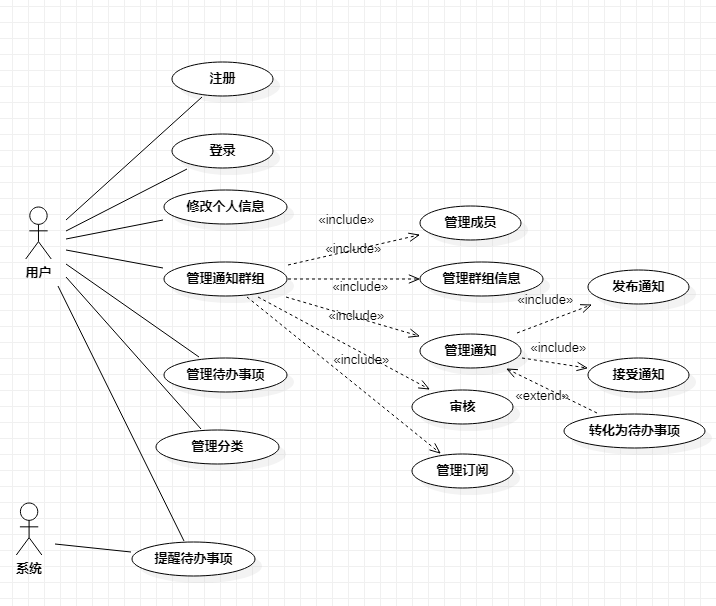 注册
登录
修改个人信息
«include»
管理成员
用户
«include»
管理通知群组
管理群组信息
«include»
发布通知
«include»
«include»
管理通知
«include»
«include»
管理待办事项
接受通知
«extend»
审核
转化为待办事项
管理分类
管理订阅
提醒待办事项
系统